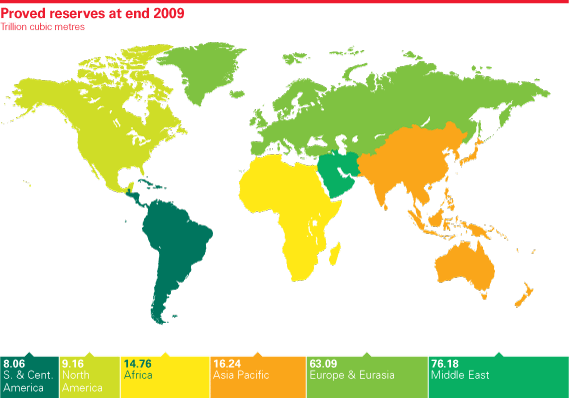 Proved reserves at end 2009
Trillion cubic metres
8.06
S. & Cent.
America
9.16
North
America
14.76
Africa
16.24
Asia Pacific
63.09
Europe & Eurasia
76.18
Middle East